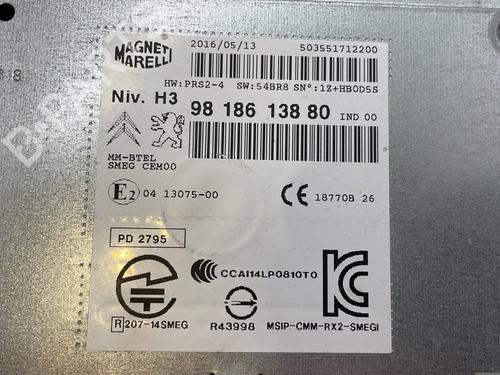 MAGNETI MARELLI
2016/05/13
503551712200
HW:PRS2-4 SW:54BR8 SN°:1Z+HB0D5S
Niv. H3
98 186 138 80 IND 00
MM-BTEL
SMEG CEM00
E2 04 13075-00
CE 18770B 26
PD 2795
CCAI14LP0810T0
R 207-14SMEG
R43998
MSIP-CMM-RX2-SMEGI